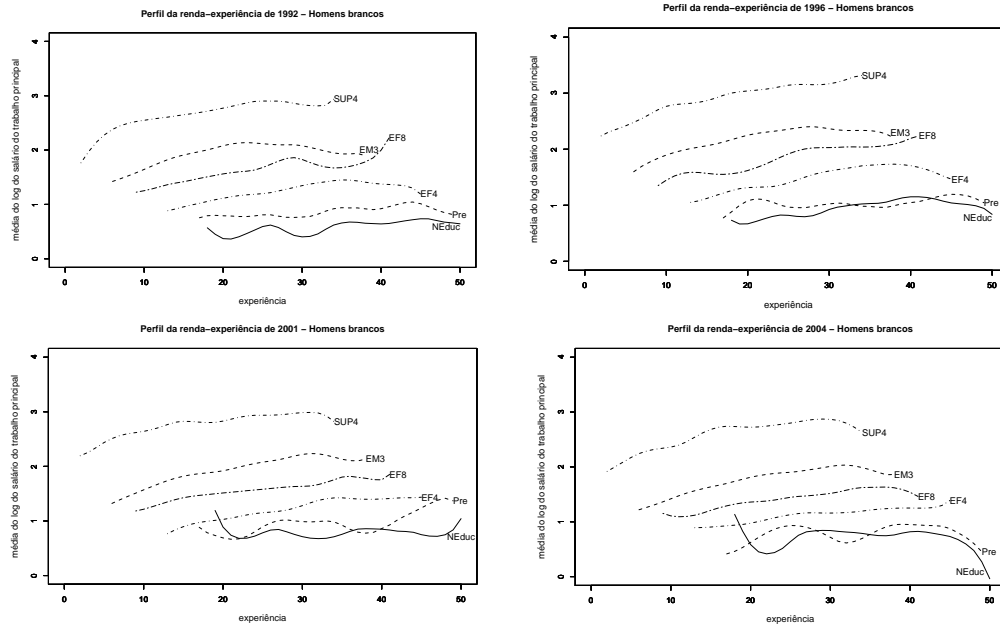 Perfil da renda−experiência de 1992 − Homens brancos
média do log do salário do trabalho principal
4
3
2
1
0
SUP4
EM3
EF8
EF4
Pre
NEduc
0 10 20 30 40 50
experiência
Perfil da renda−experiência de 1996 − Homens brancos
média do log do salário do trabalho principal
4
3
2
1
0
SUP4
EM3
EF8
EF4
Pre
NEduc
0 10 20 30 40 50
experiência
Perfil da renda−experiência de 2001 − Homens brancos
média do log do salário do trabalho principal
4
3
2
1
0
SUP4
EM3
EF8
EF4
Pre
NEduc
0 10 20 30 40 50
experiência
Perfil da renda−experiência de 2004 − Homens brancos
média do log do salário do trabalho principal
4
3
2
1
0
SUP4
EM3
EF8
EF4
Pre
NEduc
0 10 20 30 40 50
experiência